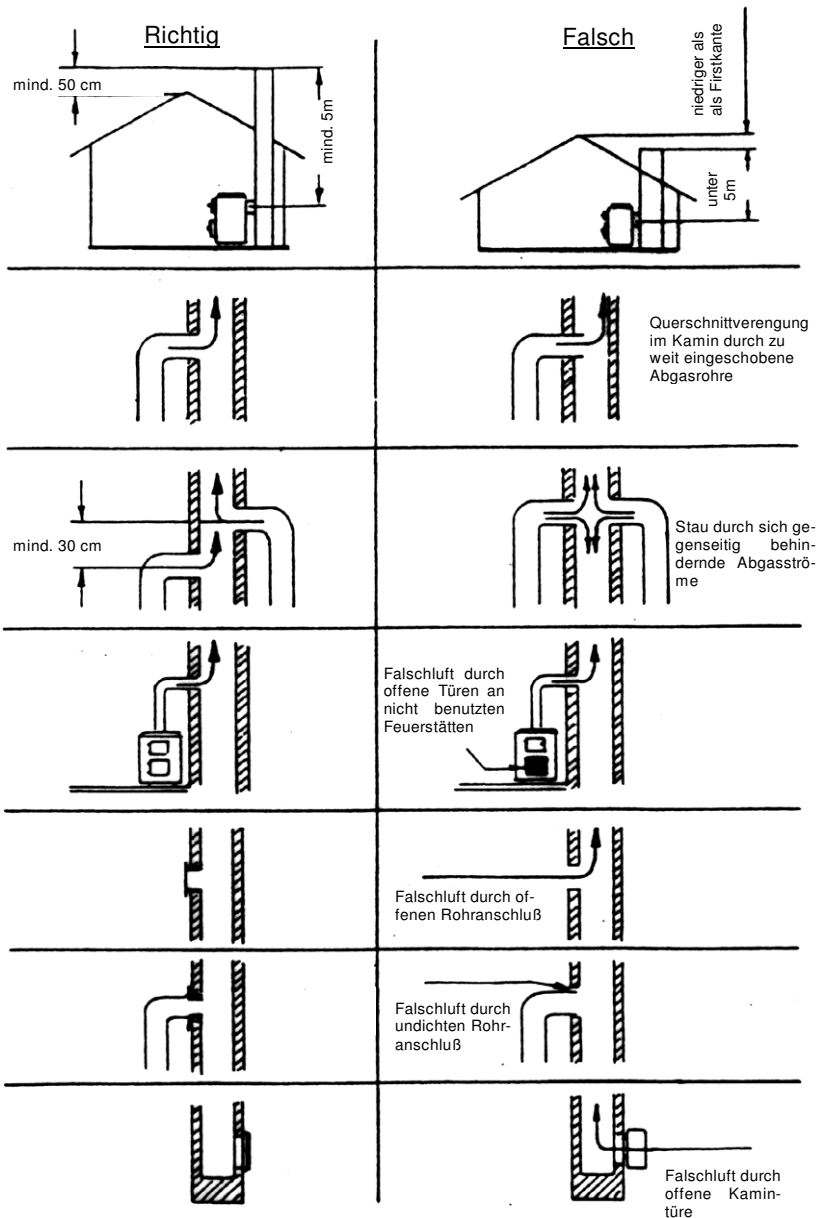 Richtig
Falsch
mind. 50 cm
mind. 5m
niedriger als
als Firstkante
unter
5m
Querschnittverengung
im Kamin durch zu
weit eingeschobene
Abgasrohre
mind. 30 cm
Stau durch sich ge-
genseitig behin-
dernde Abgasströ-
me
Falschluft durch
offene Türen an
nicht benutzten
Feuerstätten
Falschluft durch of-
fenen Rohranschluß
Falschluft durch
undichten Rohr-
anschluß
Falschluft durch
offene Kamin-
türe